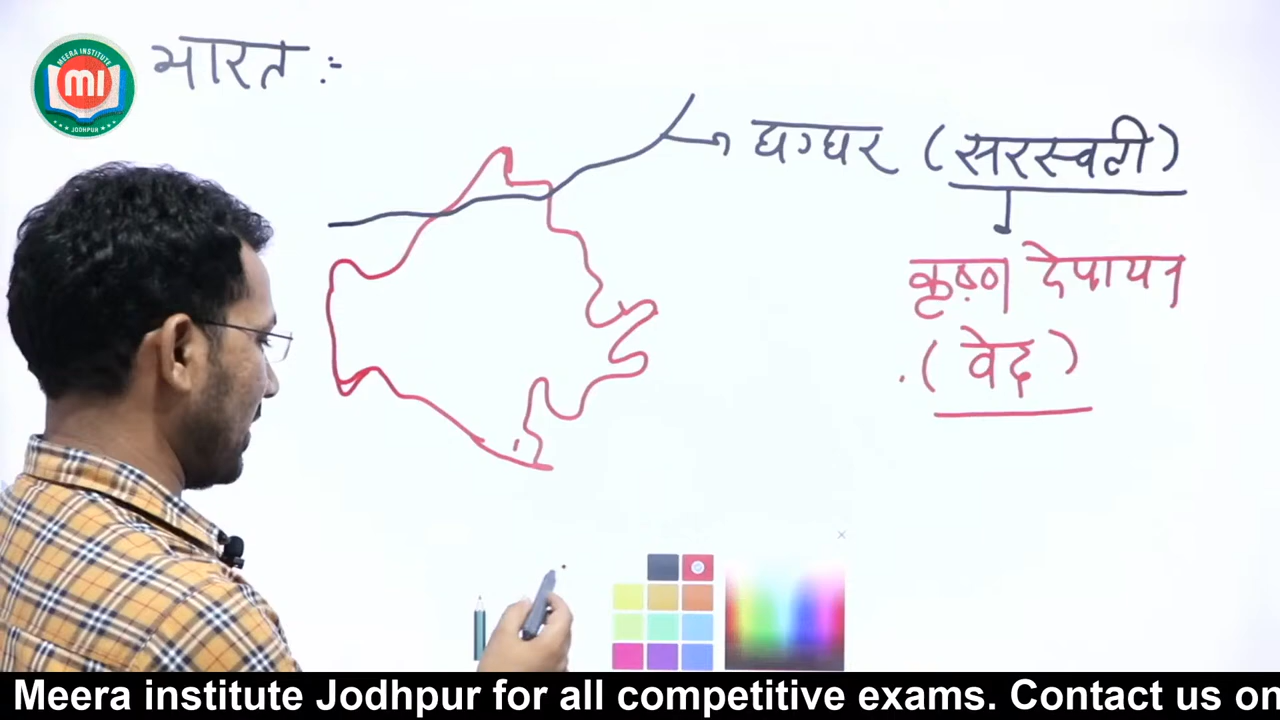 MEERA INSTITUTE
MI
JODHPUR
भारत :-
घग्घर (सरस्वती)
कृष्ण देपायन
(वेद)
Meera institute Jodhpur for all competitive exams. Contact us on